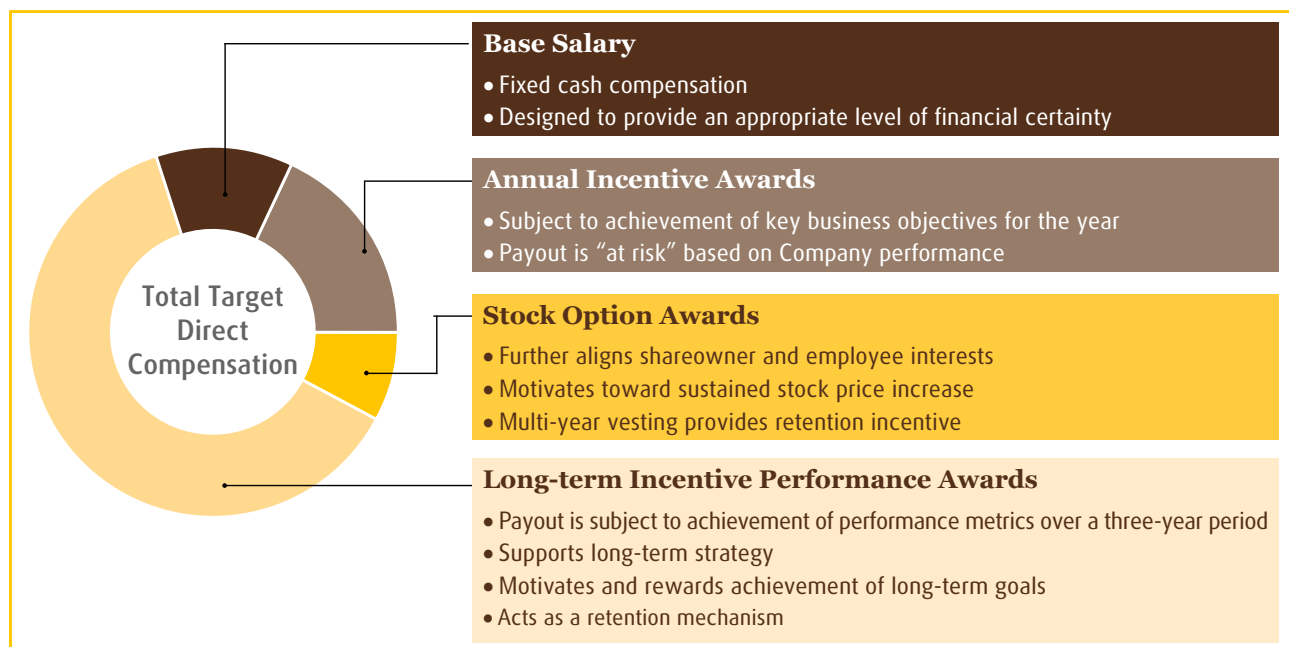 Total Target
Direct
Compensation
Base Salary
• Fixed cash compensation
• Designed to provide an appropriate level of financial certainty
Annual Incentive Awards
• Subject to achievement of key business objectives for the year
• Payout is “at risk” based on Company performance
Stock Option Awards
• Further aligns shareowner and employee interests
• Motivates toward sustained stock price increase
• Multi-year vesting provides retention incentive
Long-term Incentive Performance Awards
• Payout is subject to achievement of performance metrics over a three-year period
• Supports long-term strategy
• Motivates and rewards achievement of long-term goals
• Acts as a retention mechanism